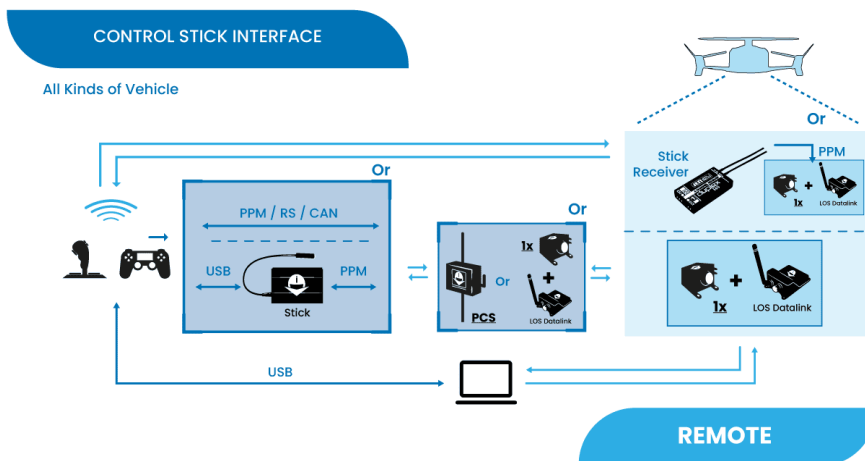 CONTROL STICK INTERFACE
All Kinds of Vehicle
Or
Or
Stick
Receiver
PPM
1x
+
LOS Datalink
PPM / RS / CAN
USB
PPM
Stick
Or
1x
Or
+
PCS
LOS Datalink
+
1x
LOS Datalink
USB
REMOTE